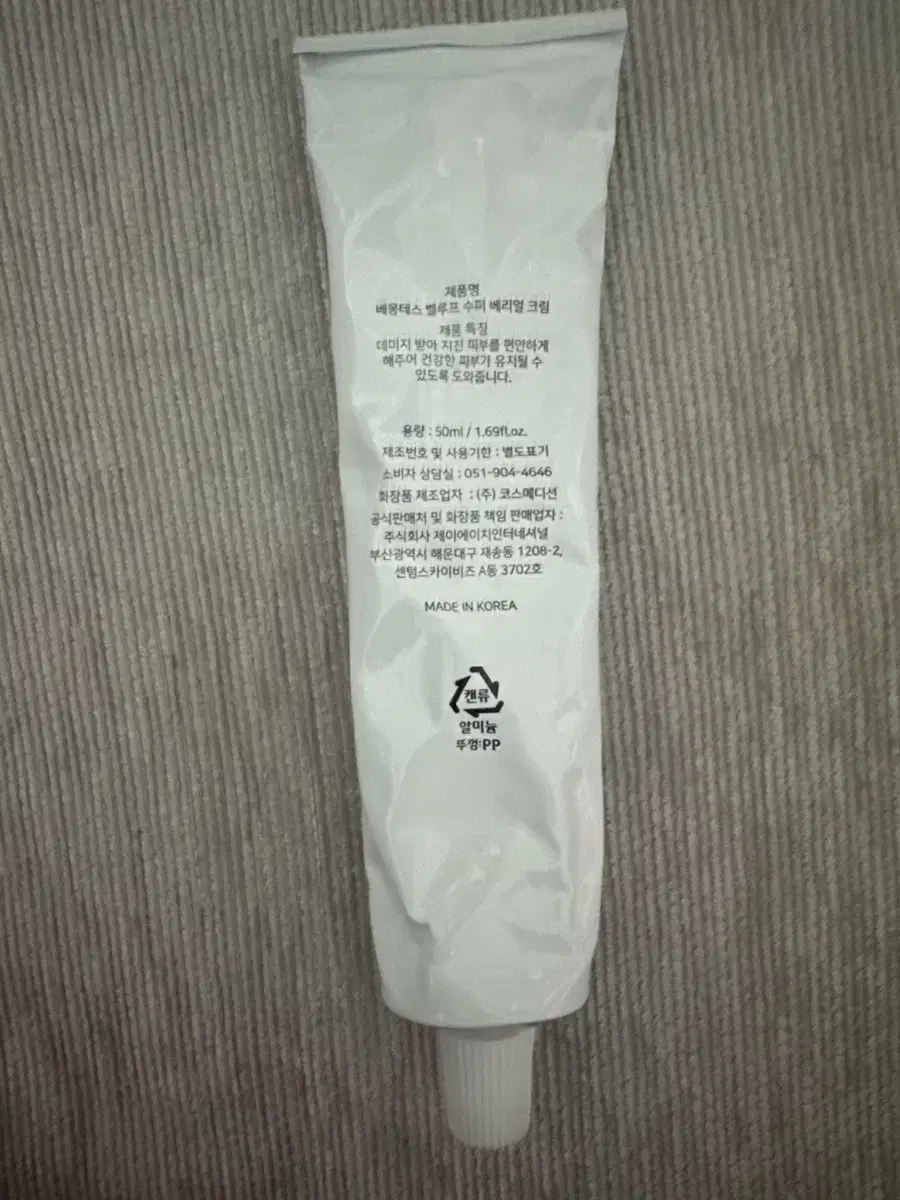 제품명
베몽테스 벨루프 수퍼 베리얼 크림
제품 특징
데미지 받아 지친 피부를 편안하게
해주어 건강한 피부가 유지될 수
있도록 도와줍니다.
용량 : 50ml / 1.69fl.oz.
제조번호 및 사용기한 : 별도표기
소비자 상담실 : 051-904-4646
화장품 제조업자 : (주) 코스메디션
공식판매처 및 화장품 책임 판매업자 :
주식회사 제이에이치인터네셔널
부산광역시 해운대구 재송동 1208-2,
센텀스카이비즈 A동 3702호
MADE IN KOREA
캔류
알미늄
뚜껑:PP